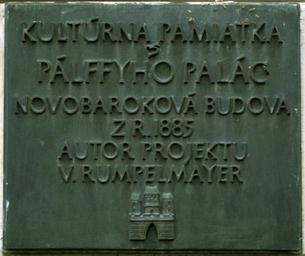 KULTÚRNA PAMIATKA
PÁLFFYHO PALÁC
NOVOBAROKOVÁ BUDOVA
Z R. 1885
AUTOR PROJEKTU
V. RUMPELMAYER